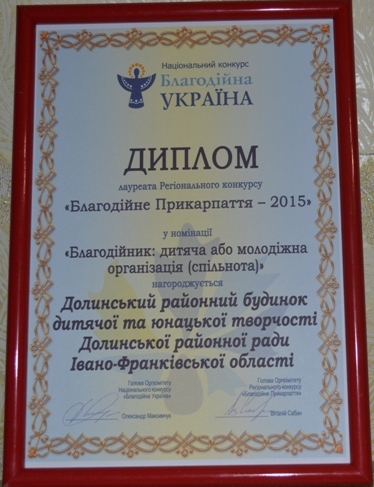 Національний конкурс
Благодійна
УКРАЇНА
ДИПЛОМ
лауреата Регіонального конкурсу
«Благодійне Прикарпаття – 2015»
у номінації
«Благодійник: дитяча або молодіжна
організація (спільнота)»
нагороджується
Долинський районний будинок
дитячої та юнацької творчості
Долинської районної ради
Івано-Франківської області
Голова Оргкомітету
Національного конкурсу
«Благодійна Україна»
Олександр Максимчук
Голова Оргкомітету
Регіонального конкурсу
«Благодійне Прикарпаття»
Віталій Сабан